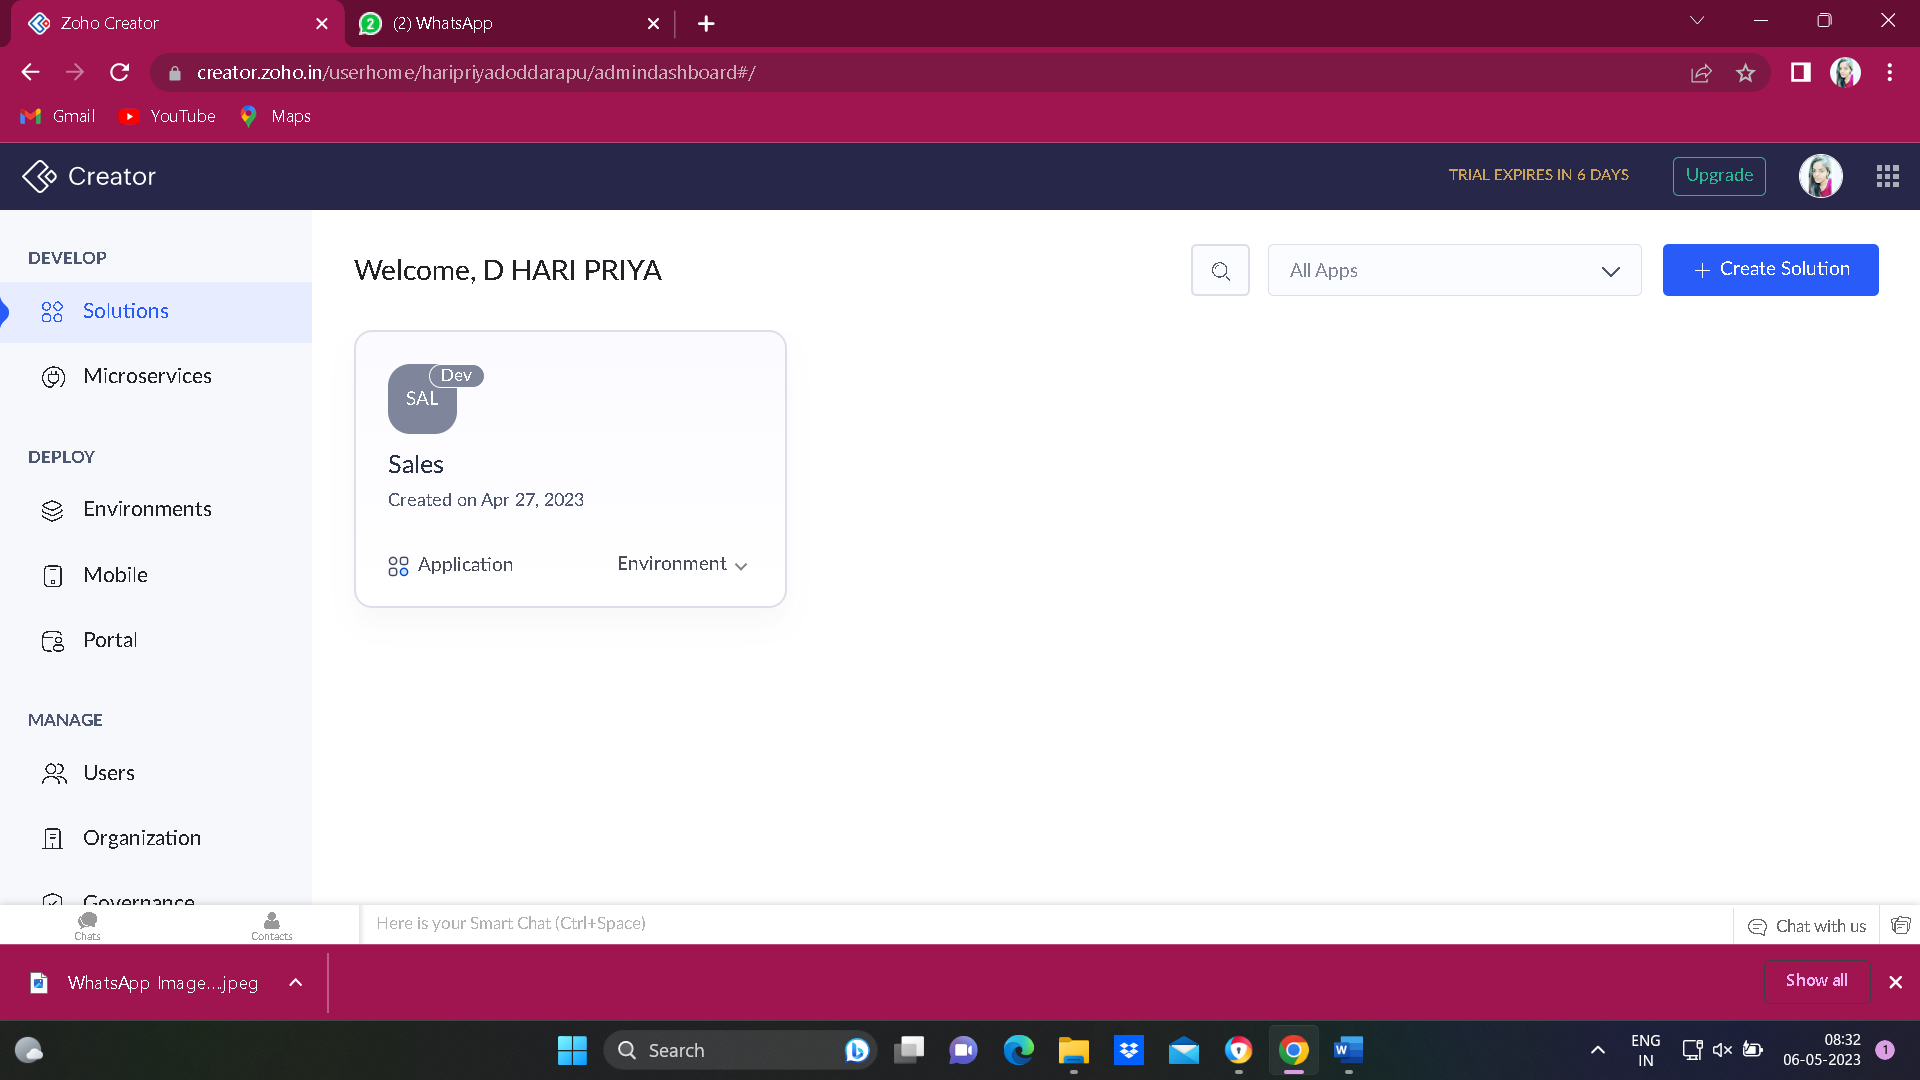 Zoho Creator
2
(2) WhatsApp
creator.zoho.in/userhome/haripriyadoddarapu/admindashboard#/
Gmail
YouTube
Maps
Creator
TRIAL EXPIRES IN 6 DAYS
Upgrade
DEVELOP
Solutions
Microservices
DEPLOY
Environments
Mobile
Portal
MANAGE
Users
Organization
Governance
Welcome, D HARI PRIYA
All Apps
+ Create Solution
Dev
SAL
Sales
Created on Apr 27, 2023
Application
Environment
Chats
Contacts
Here is your Smart Chat (Ctrl+Space)
Chat with us
WhatsApp Image....jpeg
Show all
Search
W
ENG
IN
08:32
06-05-2023
1